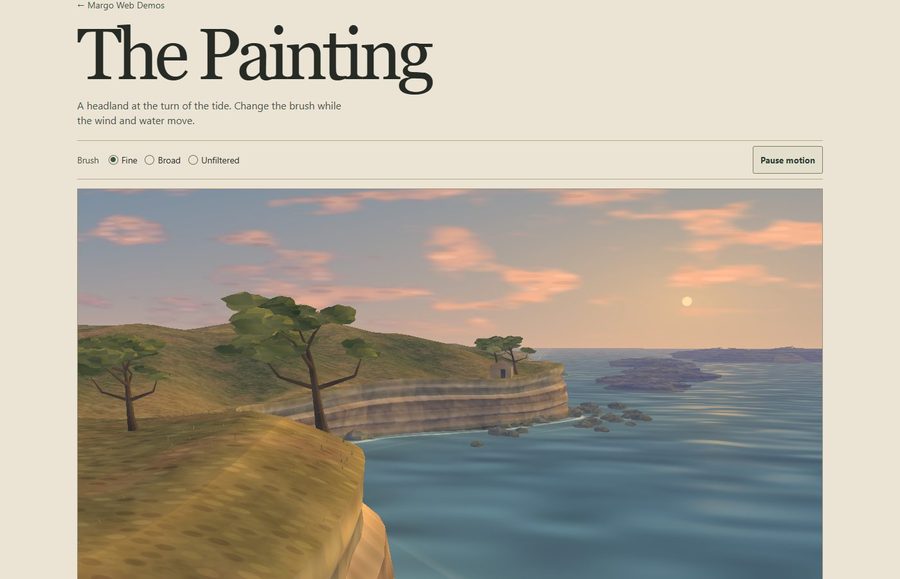 ← Margo Web Demos
The Painting
A headland at the turn of the tide. Change the brush while
the wind and water move.
Brush Fine Broad Unfiltered Pause motion